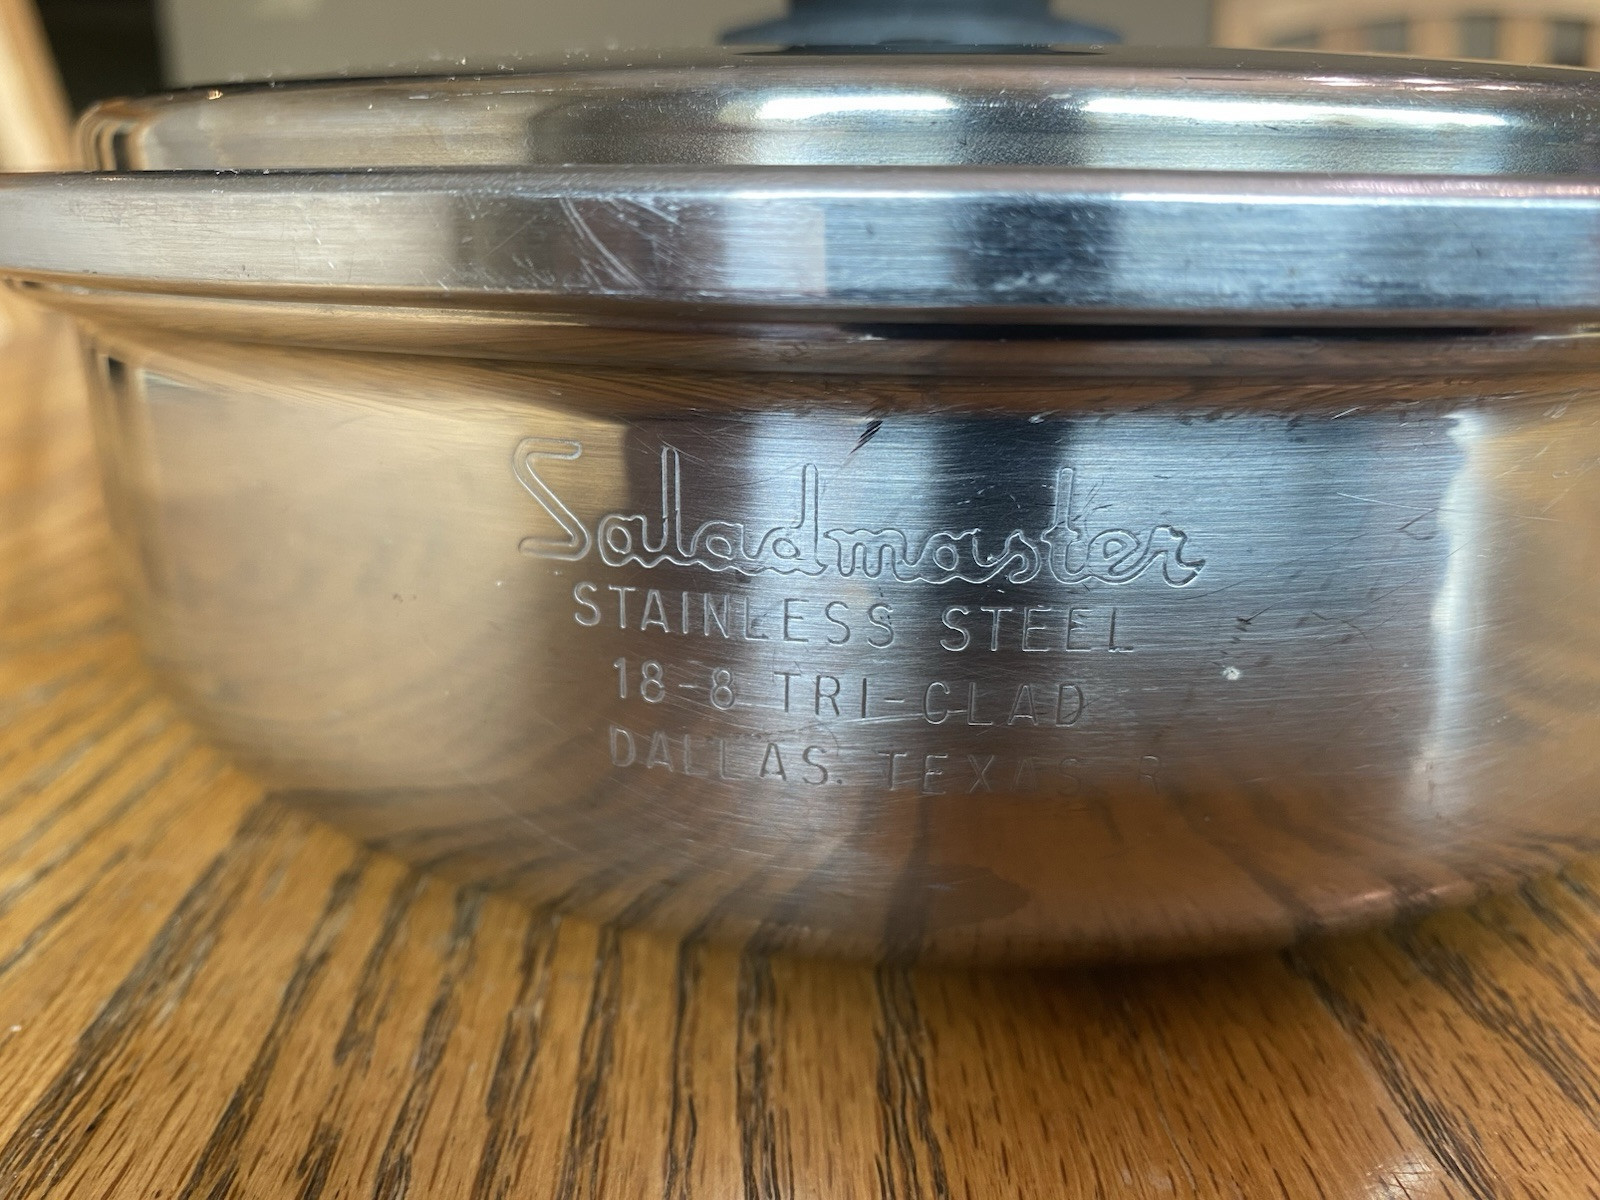 Saladmaster
STAINLESS STEEL
18-8 TRI-CLAD
DALLAS. TEXAS R